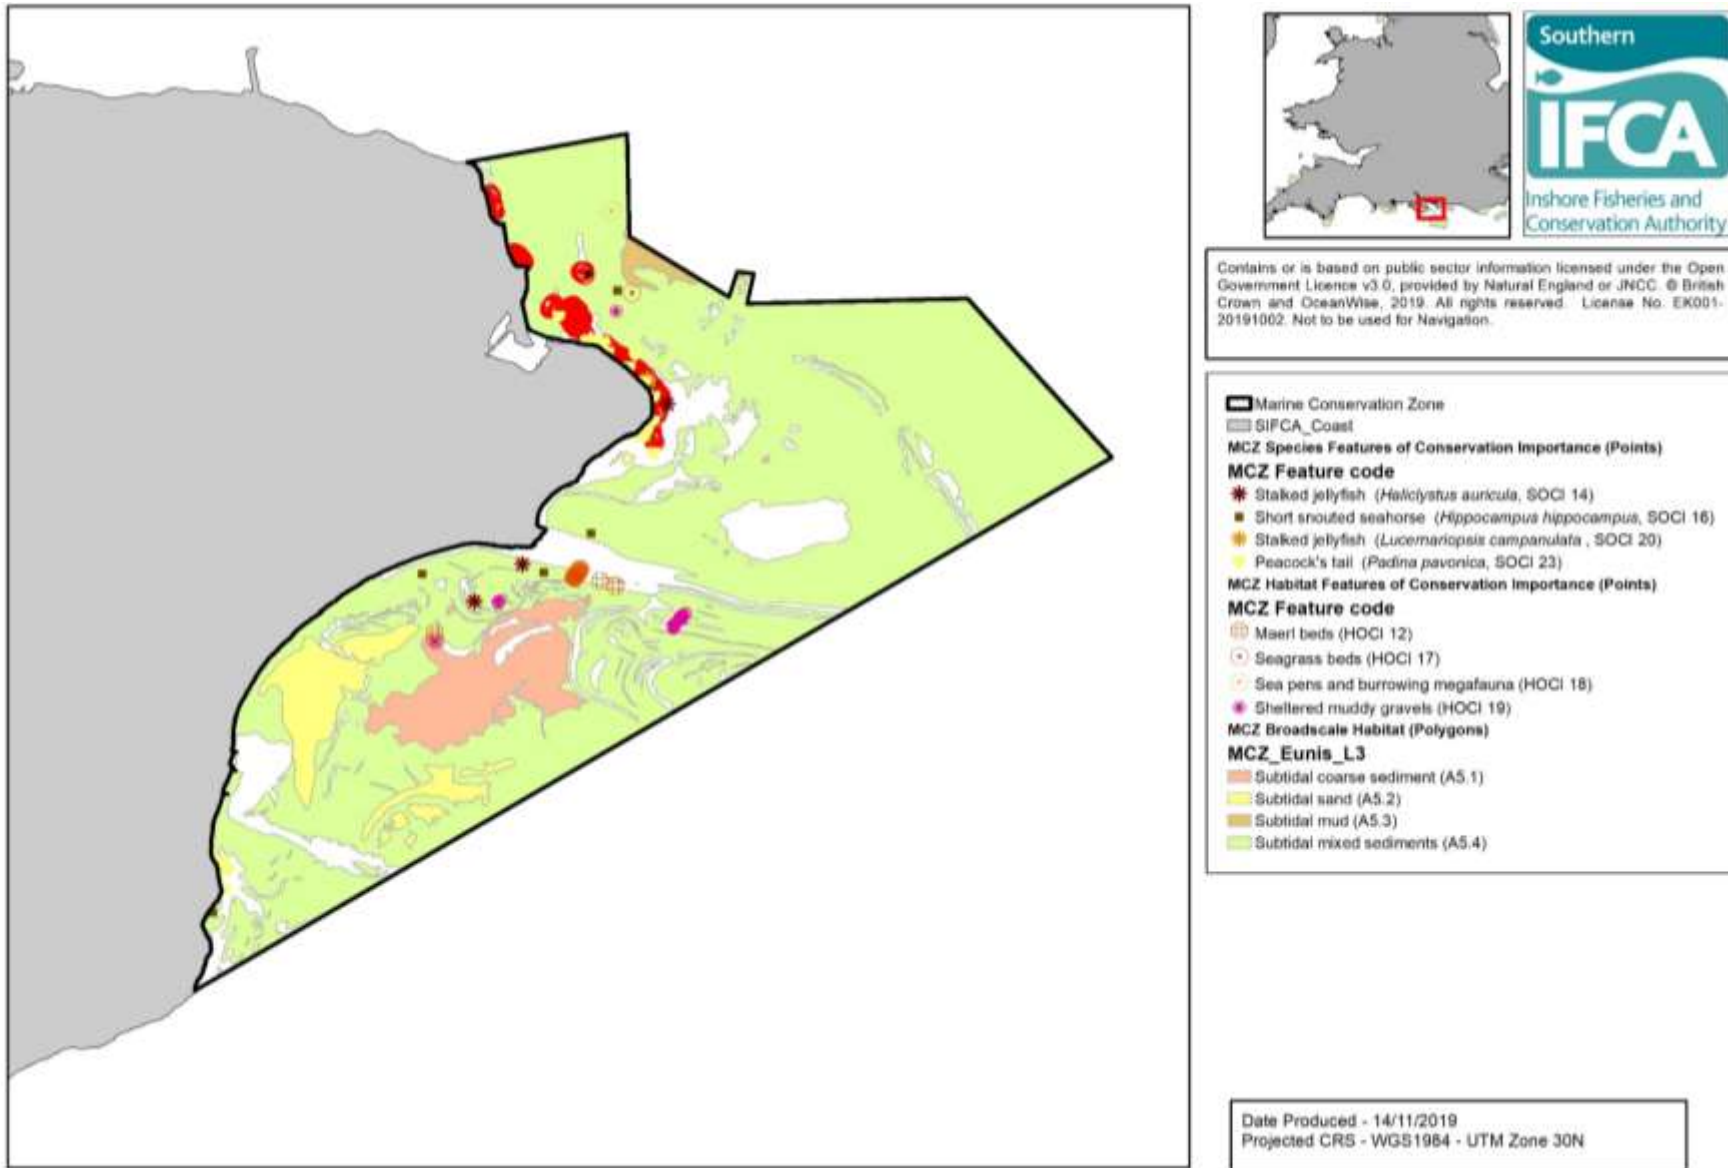 Southern
IFCA
Inshore Fisheries and
Conservation Authority
Contains or is based on public sector information licensed under the Open
Government Licence v3.0, provided by Natural England or JNCC. © British
Crown and OceanWise, 2019. All rights reserved. License No. EK001-
20191002. Not to be used for Navigation.
Marine Conservation Zone
SIFCA_Coast
MCZ Species Features of Conservation Importance (Points)
MCZ Feature code
Stalked jellyfish (Haliclystus auricula, SOCI 14)
Short snouted seahorse (Hippocampus hippocampus, SOCI 16)
Stalked jellyfish (Lucernariopsis campanulata , SOCI 20)
Peacock's tail (Padina pavonica, SOCI 23)
MCZ Habitat Features of Conservation Importance (Points)
MCZ Feature code
Maerl beds (HOCI 12)
Seagrass beds (HOCI 17)
Sea pens and burrowing megafauna (HOCI 18)
Sheltered muddy gravels (HOCI 19)
MCZ Broadscale Habitat (Polygons)
MCZ_Eunis_L3
Subtidal coarse sediment (A5.1)
Subtidal sand (A5.2)
Subtidal mud (A5.3)
Subtidal mixed sediments (A5.4)
Date Produced - 14/11/2019
Projected CRS - WGS1984 - UTM Zone 30N